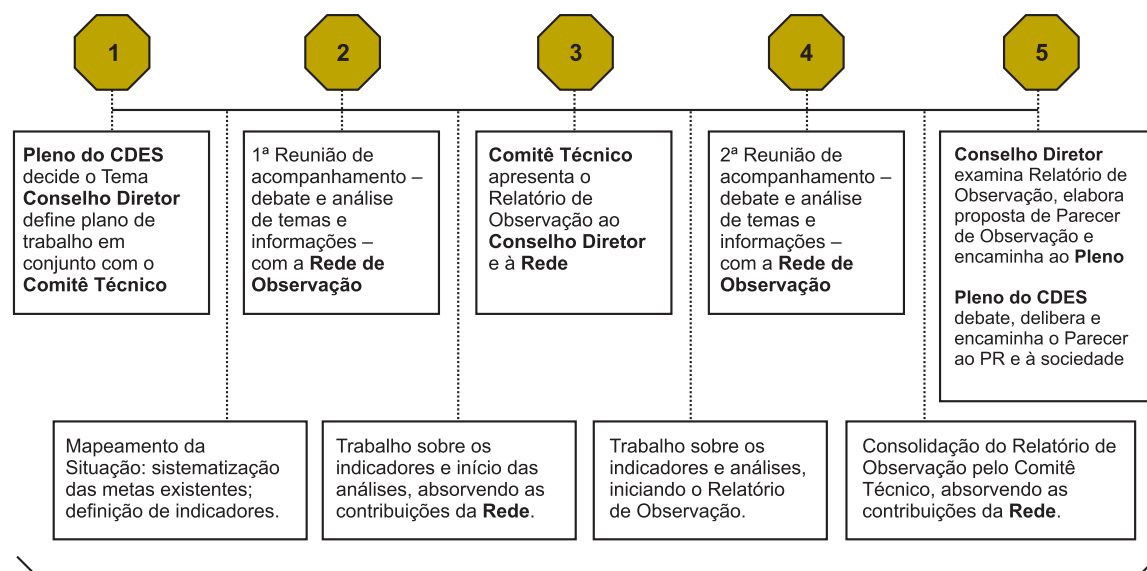 1
2
3
4
5
Pleno do CDES
decide o Tema
Conselho Diretor
define plano de
trabalho em
conjunto com o
Comitê Técnico
1ª Reunião de
acompanhamento –
debate e análise
de temas e
informações –
com a Rede de
Observação
Comitê Técnico
apresenta o
Relatório de
Observação ao
Conselho Diretor
e à Rede
2ª Reunião de
acompanhamento –
debate e análise
de temas e
informações –
com a Rede de
Observação
Conselho Diretor
examina Relatório de
Observação, elabora
proposta de Parecer
de Observação e
encaminha ao Pleno
Pleno do CDES
debate, delibera e
encaminha o Parecer
ao PR e à sociedade
Mapeamento da
Situação: sistematização
das metas existentes;
definição de indicadores.
Trabalho sobre os
indicadores e início das
análises, absorvendo as
contribuições da Rede.
Trabalho sobre os
indicadores e análises,
iniciando o Relatório
de Observação.
Consolidação do Relatório de
Observação pelo Comitê
Técnico, absorvendo as
contribuições da Rede.